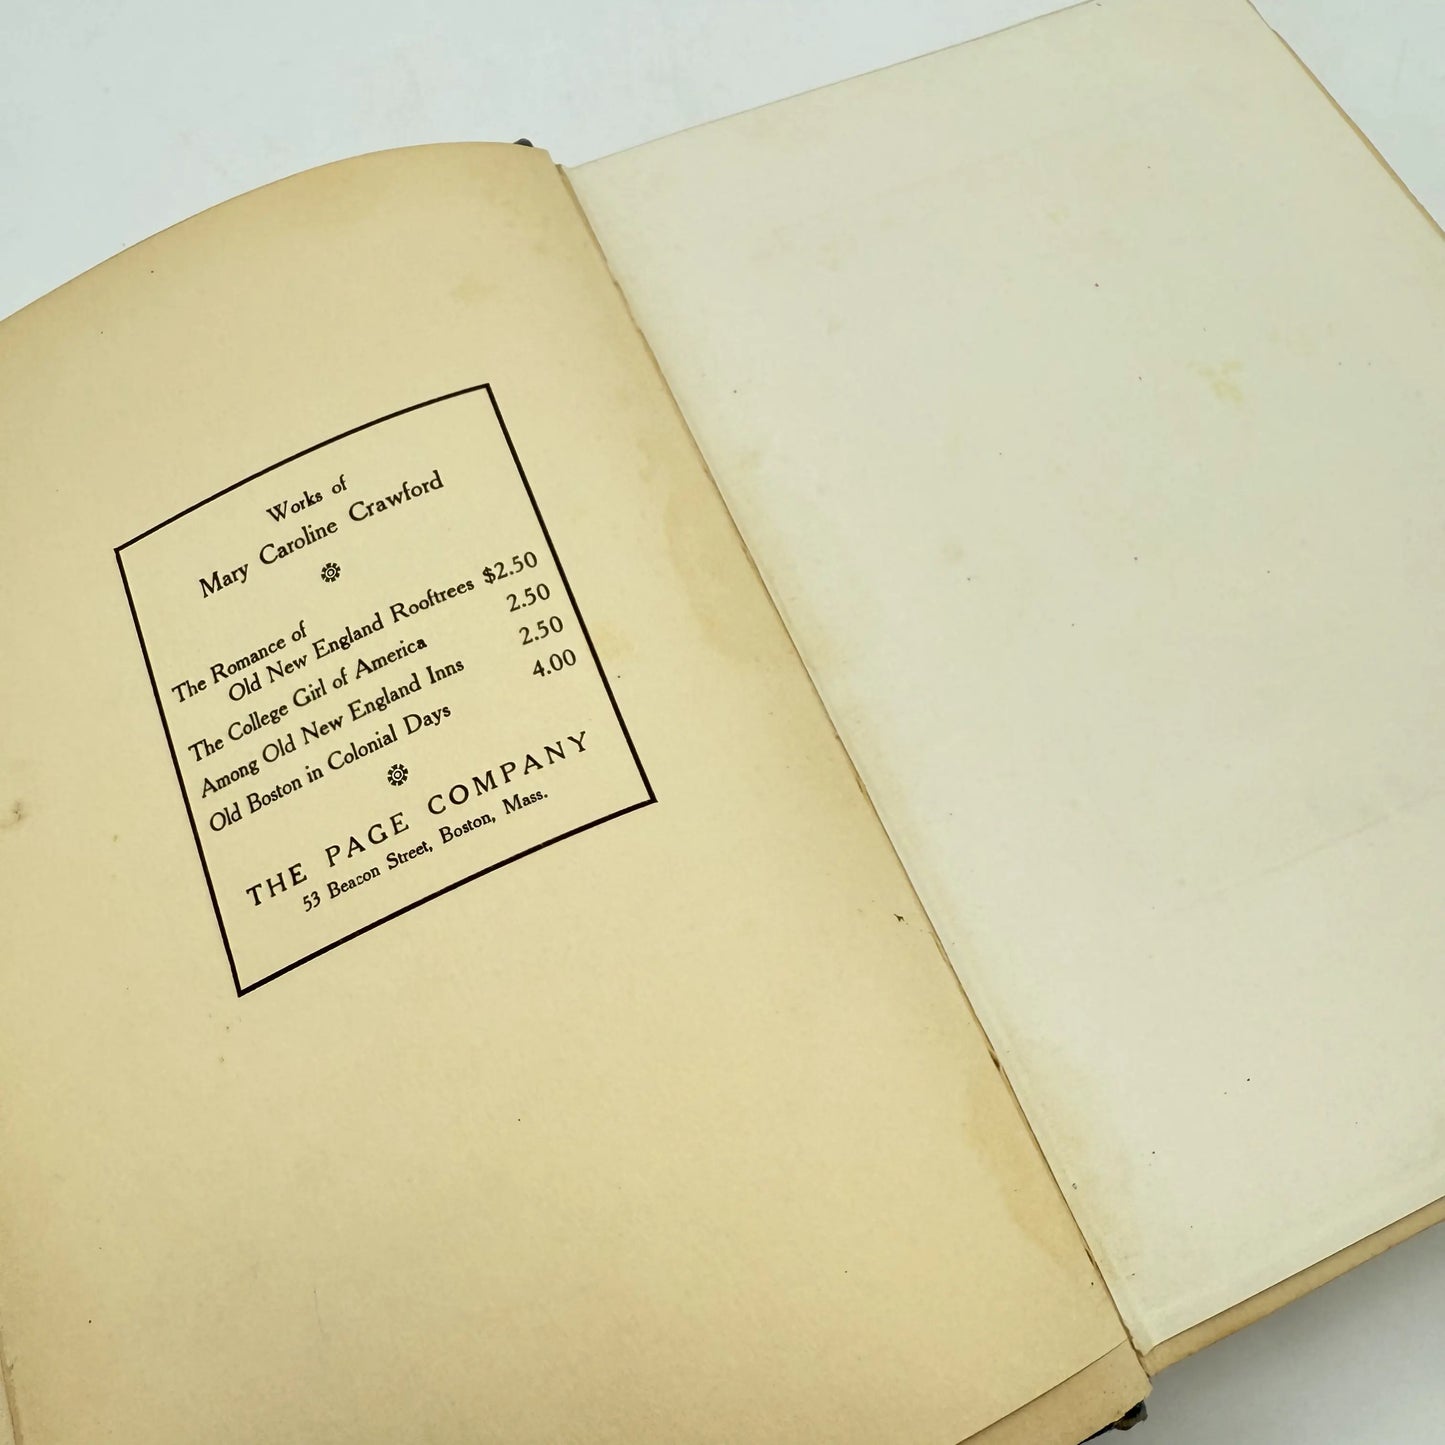 Works of
Mary Caroline Crawford
The Romance of
Old New England Rooftrees $2.50
The College Girl of America 2.50
Among Old New England Inns 2.50
Old Boston in Colonial Days 4.00
THE PAGE COMPANY
53 Beacon Street, Boston, Mass.